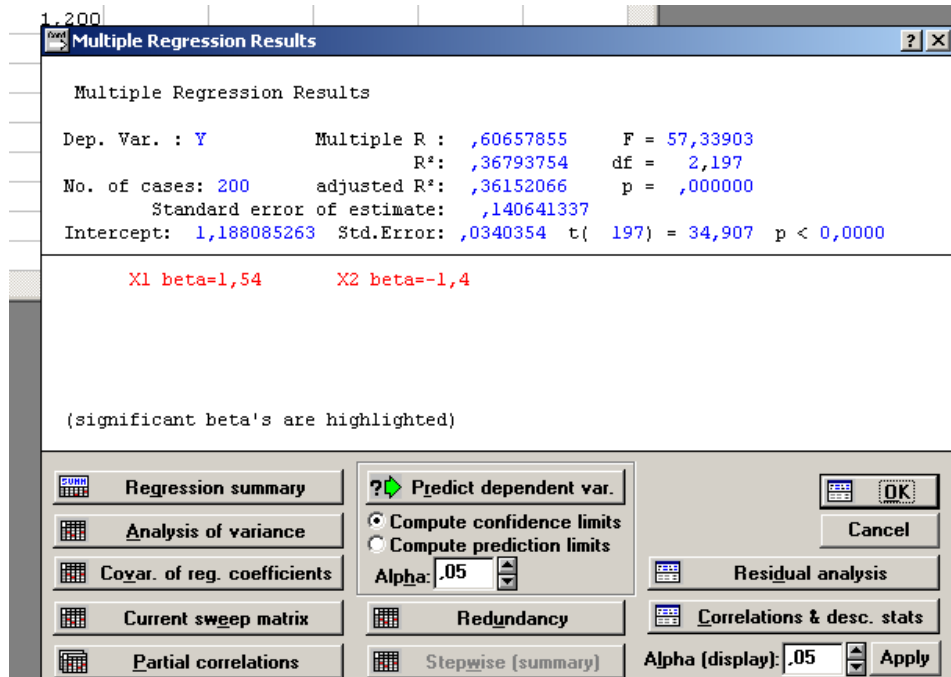 1,200
Multiple Regression Results
Multiple Regression Results
Dep. Var. : Y Multiple R : ,60657855 F = 57,33903
R²: ,36793754 df = 2,197
No. of cases: 200 adjusted R²: ,36152066 p = ,000000
Standard error of estimate: ,140641337
Intercept: 1,188085263 Std.Error: ,0340354 t( 197) = 34,907 p < 0,0000
X1 beta=1,54 X2 beta=-1,4
(significant beta's are highlighted)
Regression summary
Analysis of variance
Covar. of reg. coefficients
Current sweep matrix
Partial correlations
Predict dependent var.
Compute confidence limits
Compute prediction limits
Alpha: ,05
Redundancy
Stepwise (summary)
OK
Cancel
Residual analysis
Correlations & desc. stats
Alpha (display): ,05 Apply